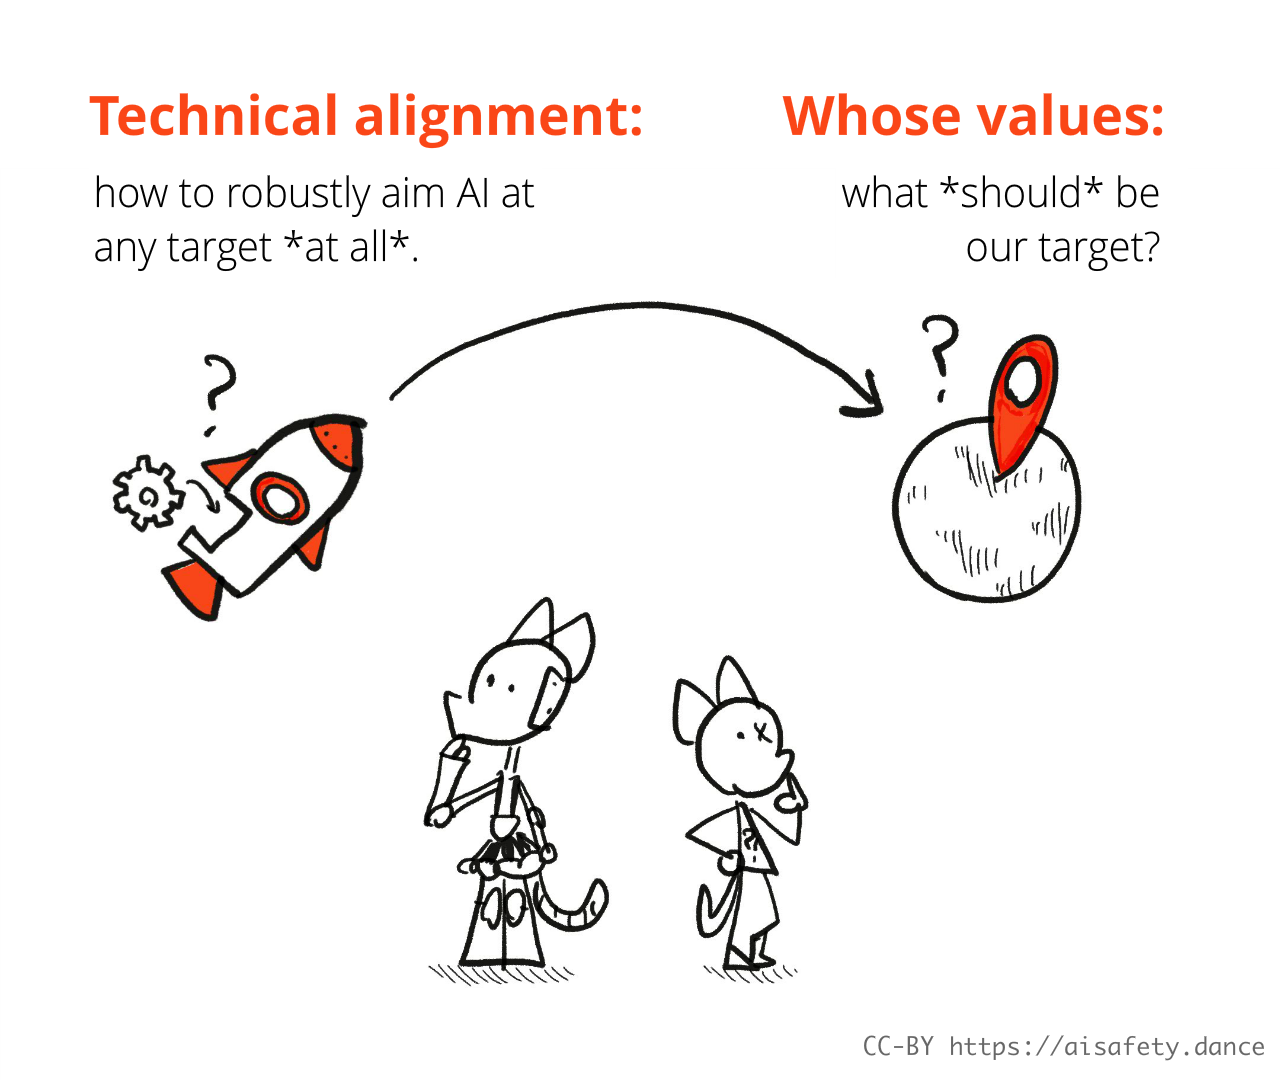 Technical alignment:
how to robustly aim AI at
any target *at all*.
Whose values:
what *should* be
our target?
?
?
CC-BY https://aisafety.dance